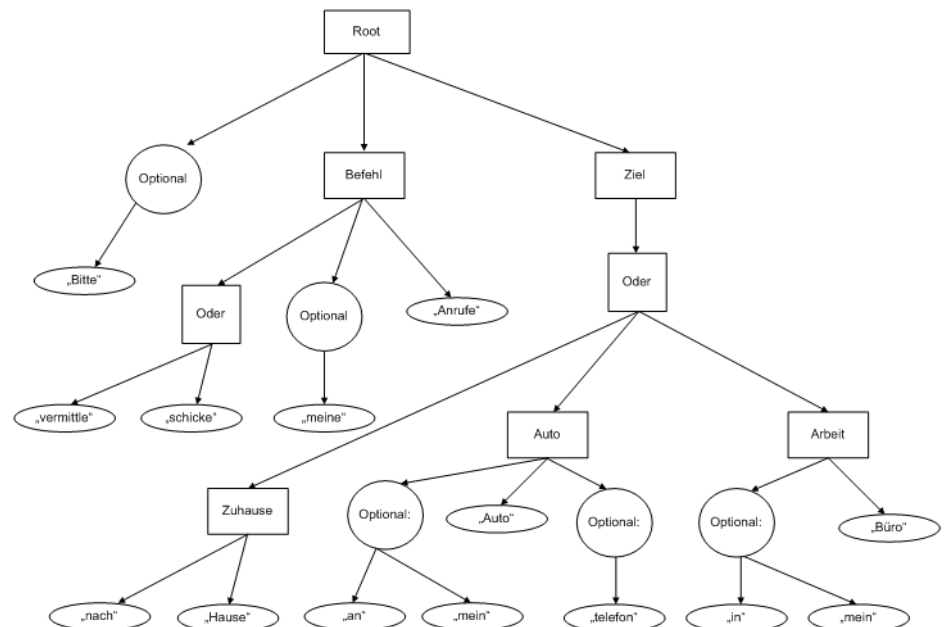 Root
Optional
Befehl
Ziel
„Bitte“
Oder
Optional
„Anrufe“
Oder
„vermittle“
„schicke“
„meine“
Auto
Arbeit
Zuhause
Optional:
„Auto“
Optional:
Optional:
„Büro“
„nach“
„Hause“
„an“
„mein“
„telefon“
„in“
„mein“